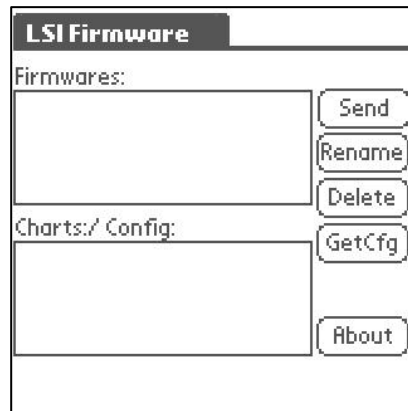 LSI Firmware
Firmwares:
Send
Rename
Delete
Charts:/ Config:
GetCfg
About